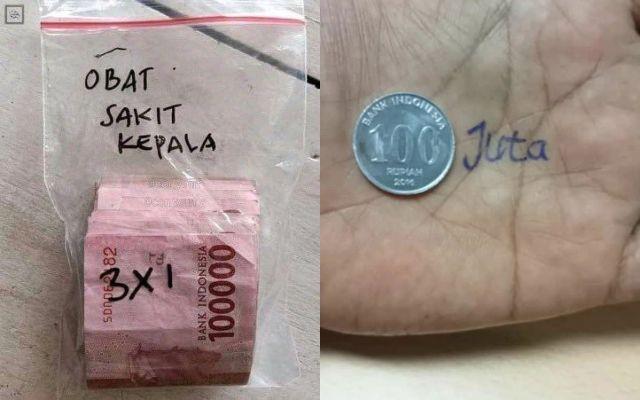 OBAT
SAKIT
KEPALA
3X1
BANK INDONESIA
100000
BANK INDONESIA
100
RUPIAH
2016
Juta